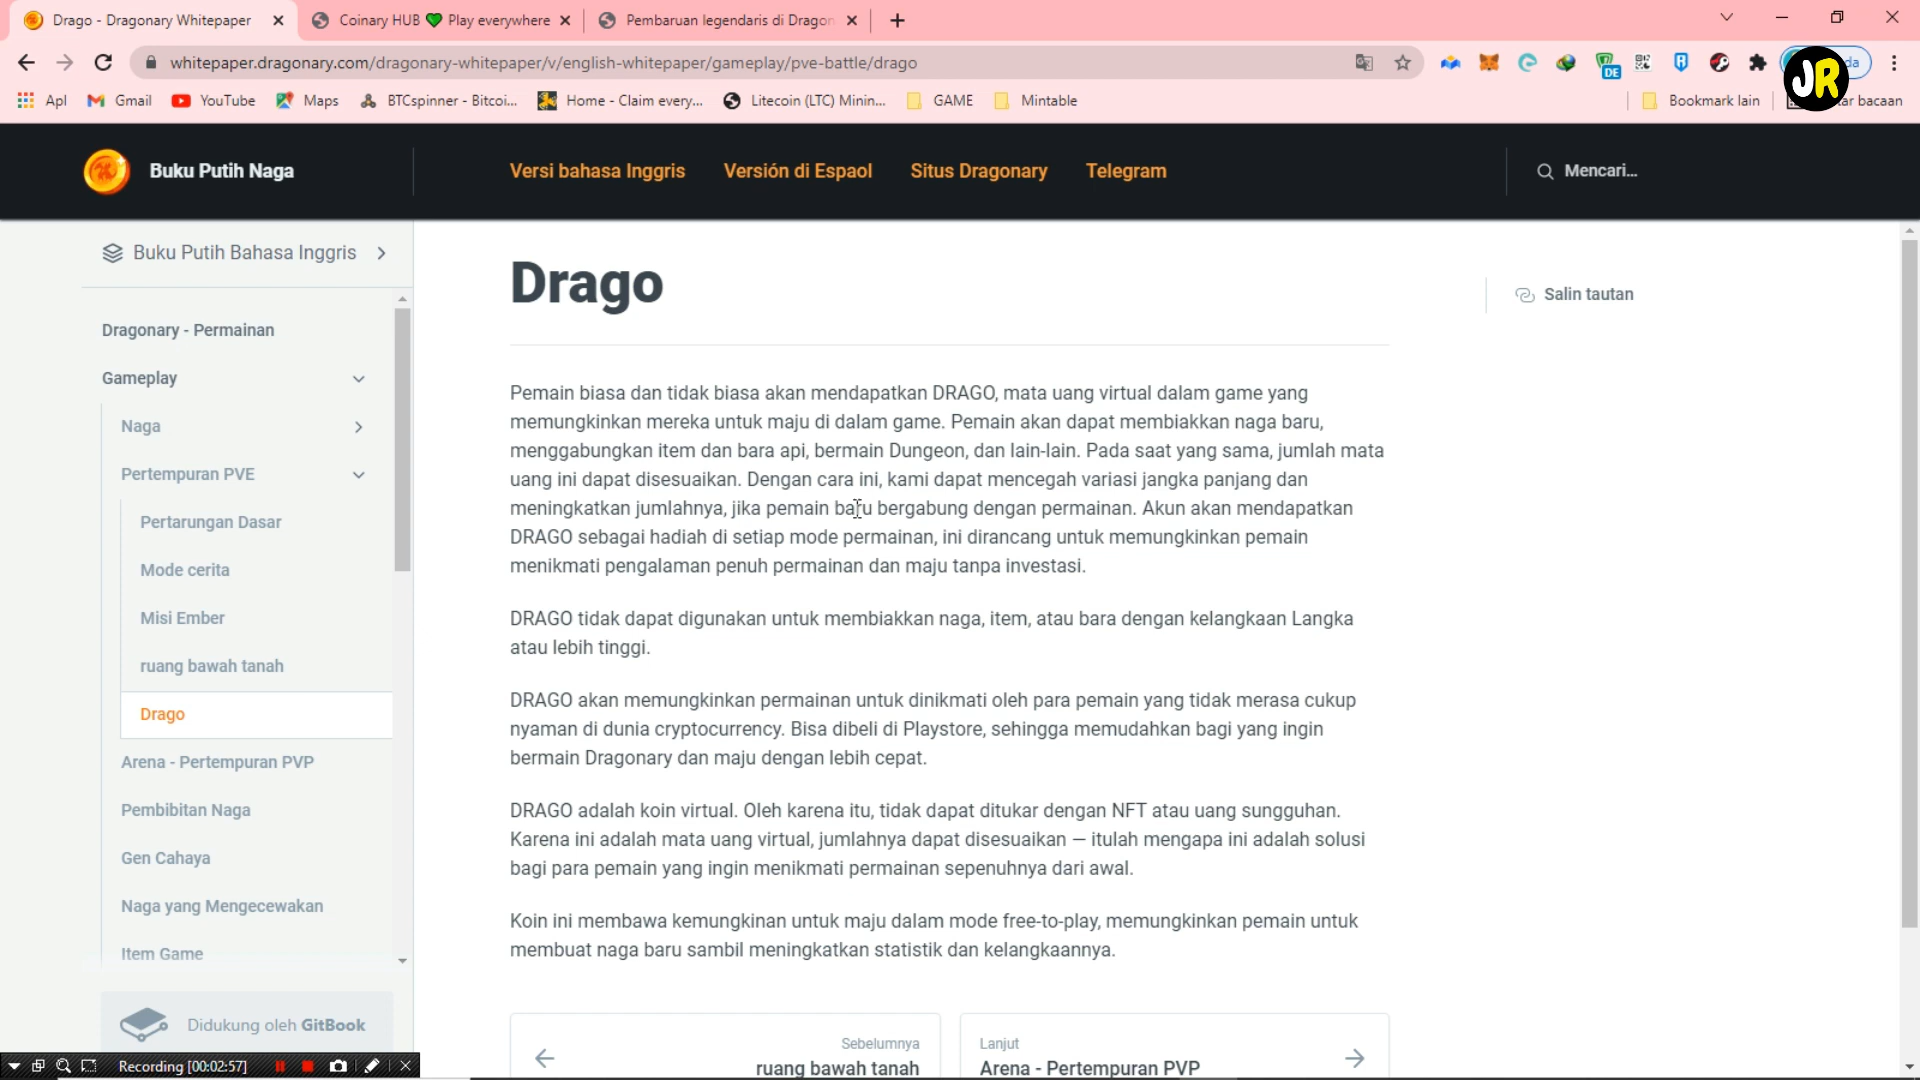 Drago - Dragonary Whitepaper
Coinary HUB 💚 Play everywhere
Pembaruan legendaris di Dragon
whitepaper.dragonary.com/dragonary-whitepaper/v/english-whitepaper/gameplay/pve-battle/drago
DE
JR
Apl
Gmail
YouTube
Maps
BTCspinner - Bitcoi...
Home - Claim every...
Litecoin (LTC) Minin...
GAME
Mintable
Bookmark lain
bacaan
Buku Putih Naga
Versi bahasa Inggris
Versión di Espaol
Situs Dragonary
Telegram
Mencari...
Buku Putih Bahasa Inggris
Dragonary - Permainan
Gameplay
Naga
Pertempuran PVE
Pertarungan Dasar
Mode cerita
Misi Ember
ruang bawah tanah
Drago
Arena - Pertempuran PVP
Pembibitan Naga
Gen Cahaya
Naga yang Mengecewakan
Item Game
Didukung oleh GitBook
Recording [00:02:57]
Drago
Salin tautan
Pemain biasa dan tidak biasa akan mendapatkan DRAGO, mata uang virtual dalam game yang
memungkinkan mereka untuk maju di dalam game. Pemain akan dapat membiakkan naga baru,
menggabungkan item dan bara api, bermain Dungeon, dan lain-lain. Pada saat yang sama, jumlah mata
uang ini dapat disesuaikan. Dengan cara ini, kami dapat mencegah variasi jangka panjang dan
meningkatkan jumlahnya, jika pemain baru bergabung dengan permainan. Akun akan mendapatkan
DRAGO sebagai hadiah di setiap mode permainan, ini dirancang untuk memungkinkan pemain
menikmati pengalaman penuh permainan dan maju tanpa investasi.
DRAGO tidak dapat digunakan untuk membiakkan naga, item, atau bara dengan kelangkaan Langka
atau lebih tinggi.
DRAGO akan memungkinkan permainan untuk dinikmati oleh para pemain yang tidak merasa cukup
nyaman di dunia cryptocurrency. Bisa dibeli di Playstore, sehingga memudahkan bagi yang ingin
bermain Dragonary dan maju dengan lebih cepat.
DRAGO adalah koin virtual. Oleh karena itu, tidak dapat ditukar dengan NFT atau uang sungguhan.
Karena ini adalah mata uang virtual, jumlahnya dapat disesuaikan — itulah mengapa ini adalah solusi
bagi para pemain yang ingin menikmati permainan sepenuhnya dari awal.
Koin ini membawa kemungkinan untuk maju dalam mode free-to-play, memungkinkan pemain untuk
membuat naga baru sambil meningkatkan statistik dan kelangkaannya.
Sebelumnya
ruang bawah tanah
Lanjut
Arena - Pertempuran PVP